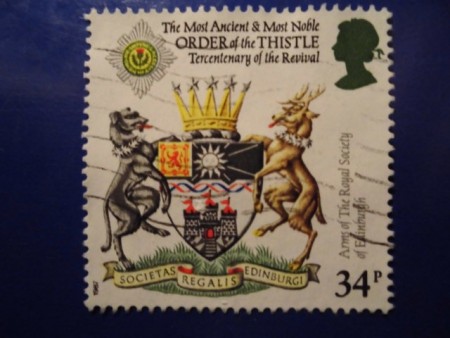 The Most Ancient & Most Noble
ORDER of the THISTLE
Tercentenary of the Revival
Arms of The Royal Society
of Edinburgh
SOCIETAS REGALIS EDINBURGI
34P
1987